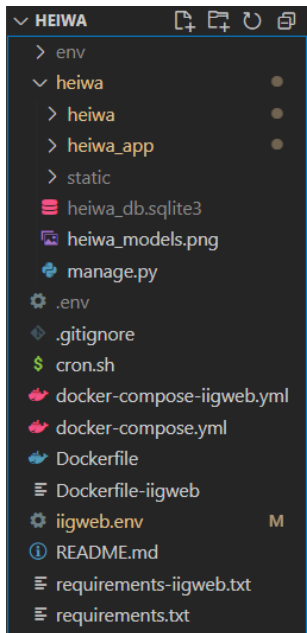 HEIWA
env
heiwa
heiwa
heiwa_app
static
heiwa_db.sqlite3
heiwa_models.png
manage.py
.env
.gitignore
$ cron.sh
docker-compose-iigweb.yml
docker-compose.yml
Dockerfile
Dockerfile-iigweb
iigweb.env M
README.md
requirements-iigweb.txt
requirements.txt